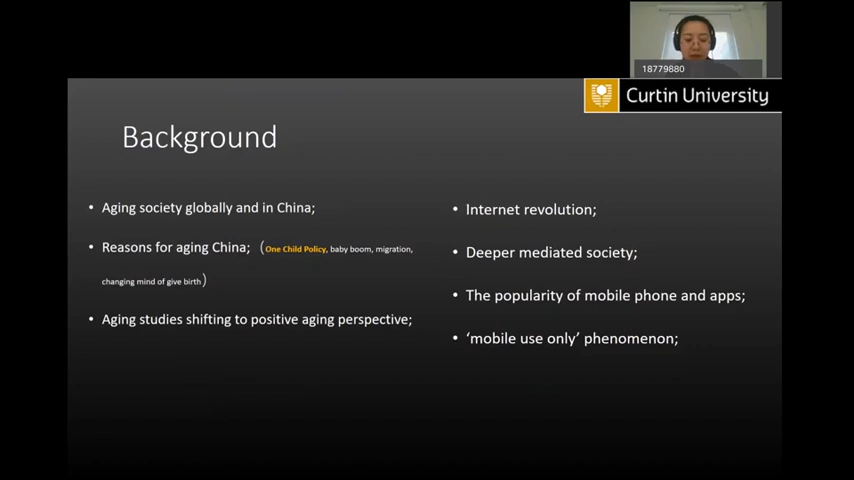 18779880
Curtin University
Background
• Aging society globally and in China;
• Reasons for aging China; (One Child Policy, baby boom, migration,
changing mind of give birth)
• Aging studies shifting to positive aging perspective;
• Internet revolution;
• Deeper mediated society;
• The popularity of mobile phone and apps;
• ‘mobile use only’ phenomenon;